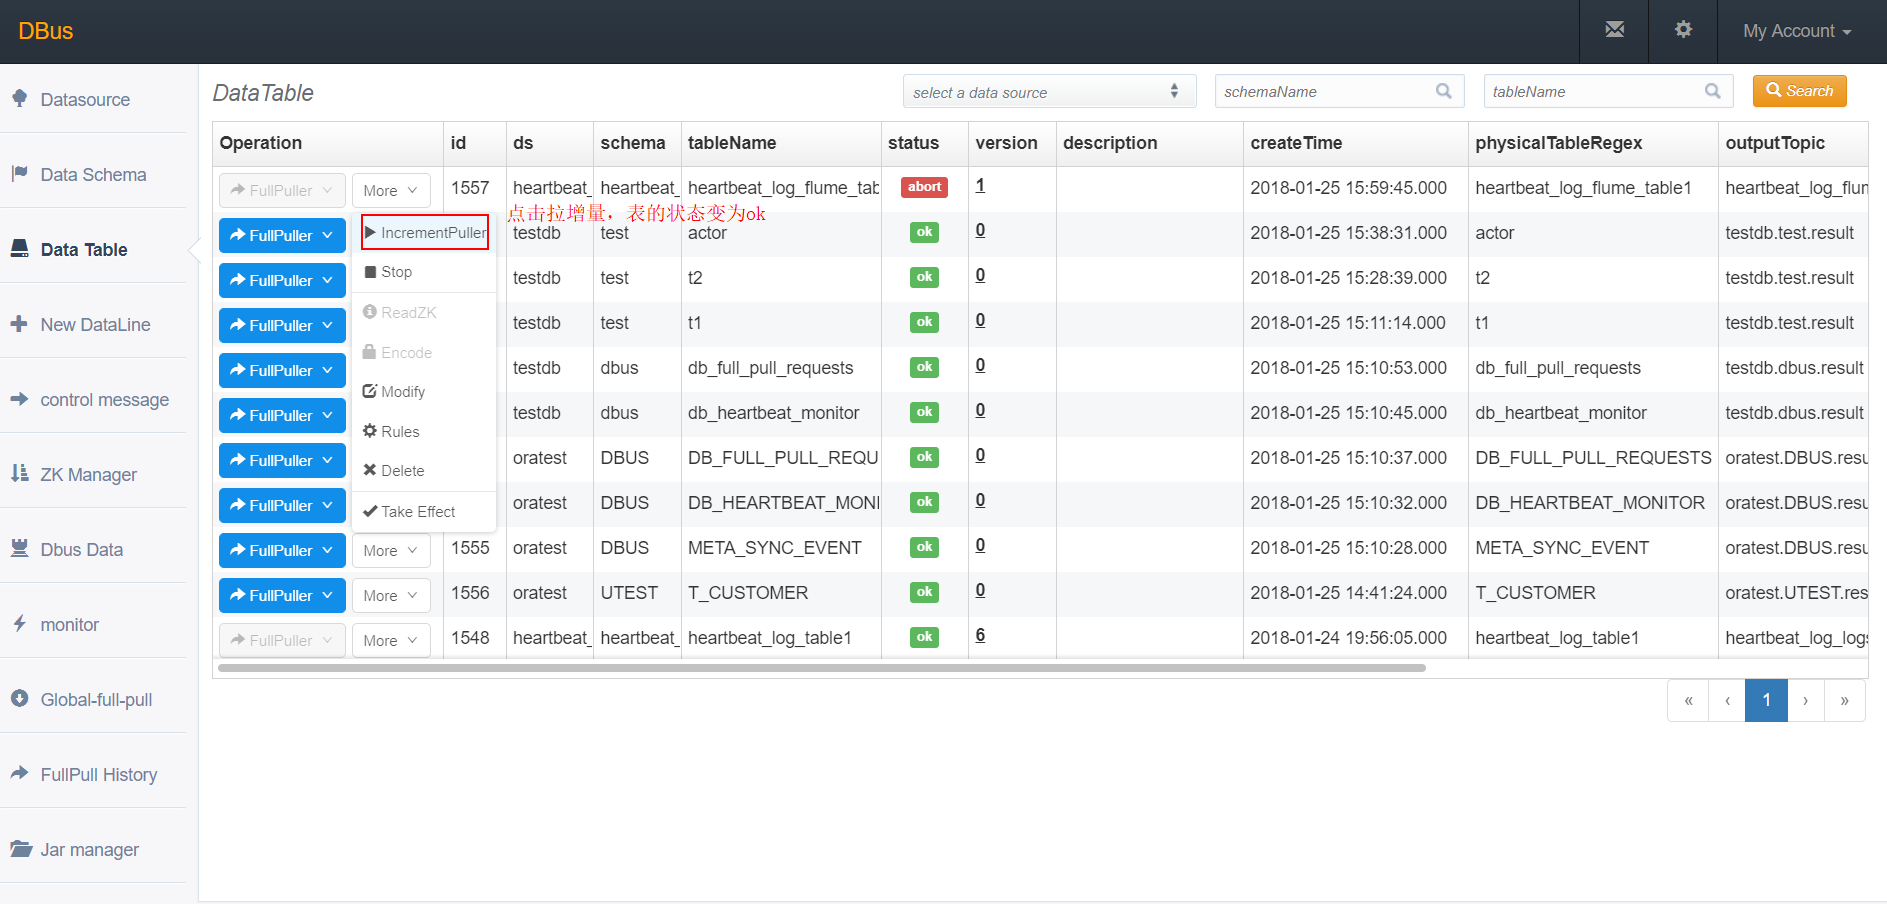 DBus
My Account
Datasource
Data Schema
Data Table
New DataLine
control message
ZK Manager
Dbus Data
monitor
Global-full-pull
FullPull History
Jar manager
DataTable
select a data source
schemaName
tableName
Search
Operation id ds schema tableName status version description createTime physicalTableRegex outputTopic
FullPuller More 1557 heartbeat_ heartbeat_ heartbeat_log_flume_tab abort 1 2018-01-25 15:59:45.000 heartbeat_log_flume_table1 heartbeat_log_flun
点击拉增量，表的状态变为ok
FullPuller testdb test actor ok 0 2018-01-25 15:38:31.000 actor testdb.test.result
FullPuller testdb test t2 ok 0 2018-01-25 15:28:39.000 t2 testdb.test.result
FullPuller testdb test t1 ok 0 2018-01-25 15:11:14.000 t1 testdb.test.result
FullPuller testdb dbus db_full_pull_requests ok 0 2018-01-25 15:10:53.000 db_full_pull_requests testdb.dbus.result
FullPuller testdb dbus db_heartbeat_monitor ok 0 2018-01-25 15:10:45.000 db_heartbeat_monitor testdb.dbus.result
FullPuller oratest DBUS DB_FULL_PULL_REQU ok 0 2018-01-25 15:10:37.000 DB_FULL_PULL_REQUESTS oratest.DBUS.resu
FullPuller oratest DBUS DB_HEARTBEAT_MONI ok 0 2018-01-25 15:10:32.000 DB_HEARTBEAT_MONITOR oratest.DBUS.resu
FullPuller More 1555 oratest DBUS META_SYNC_EVENT ok 0 2018-01-25 15:10:28.000 META_SYNC_EVENT oratest.DBUS.resu
FullPuller More 1556 oratest UTEST T_CUSTOMER ok 0 2018-01-25 14:41:24.000 T_CUSTOMER oratest.UTEST.res
FullPuller More 1548 heartbeat_ heartbeat_ heartbeat_log_table1 ok 6 2018-01-24 19:56:05.000 heartbeat_log_table1 heartbeat_log_logs
IncrementPuller
Stop
ReadZK
Encode
Modify
Rules
Delete
Take Effect
« ‹ 1 › »